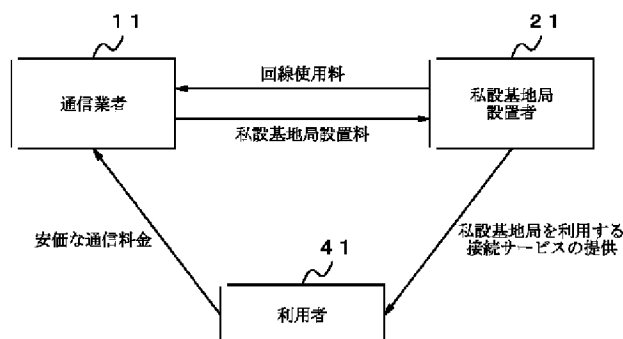 11
21
通信業者
回線使用料
私設基地局設置料
私設基地局
設置者
安価な通信料金
私設基地局を利用する
接続サービスの提供
41
利用者